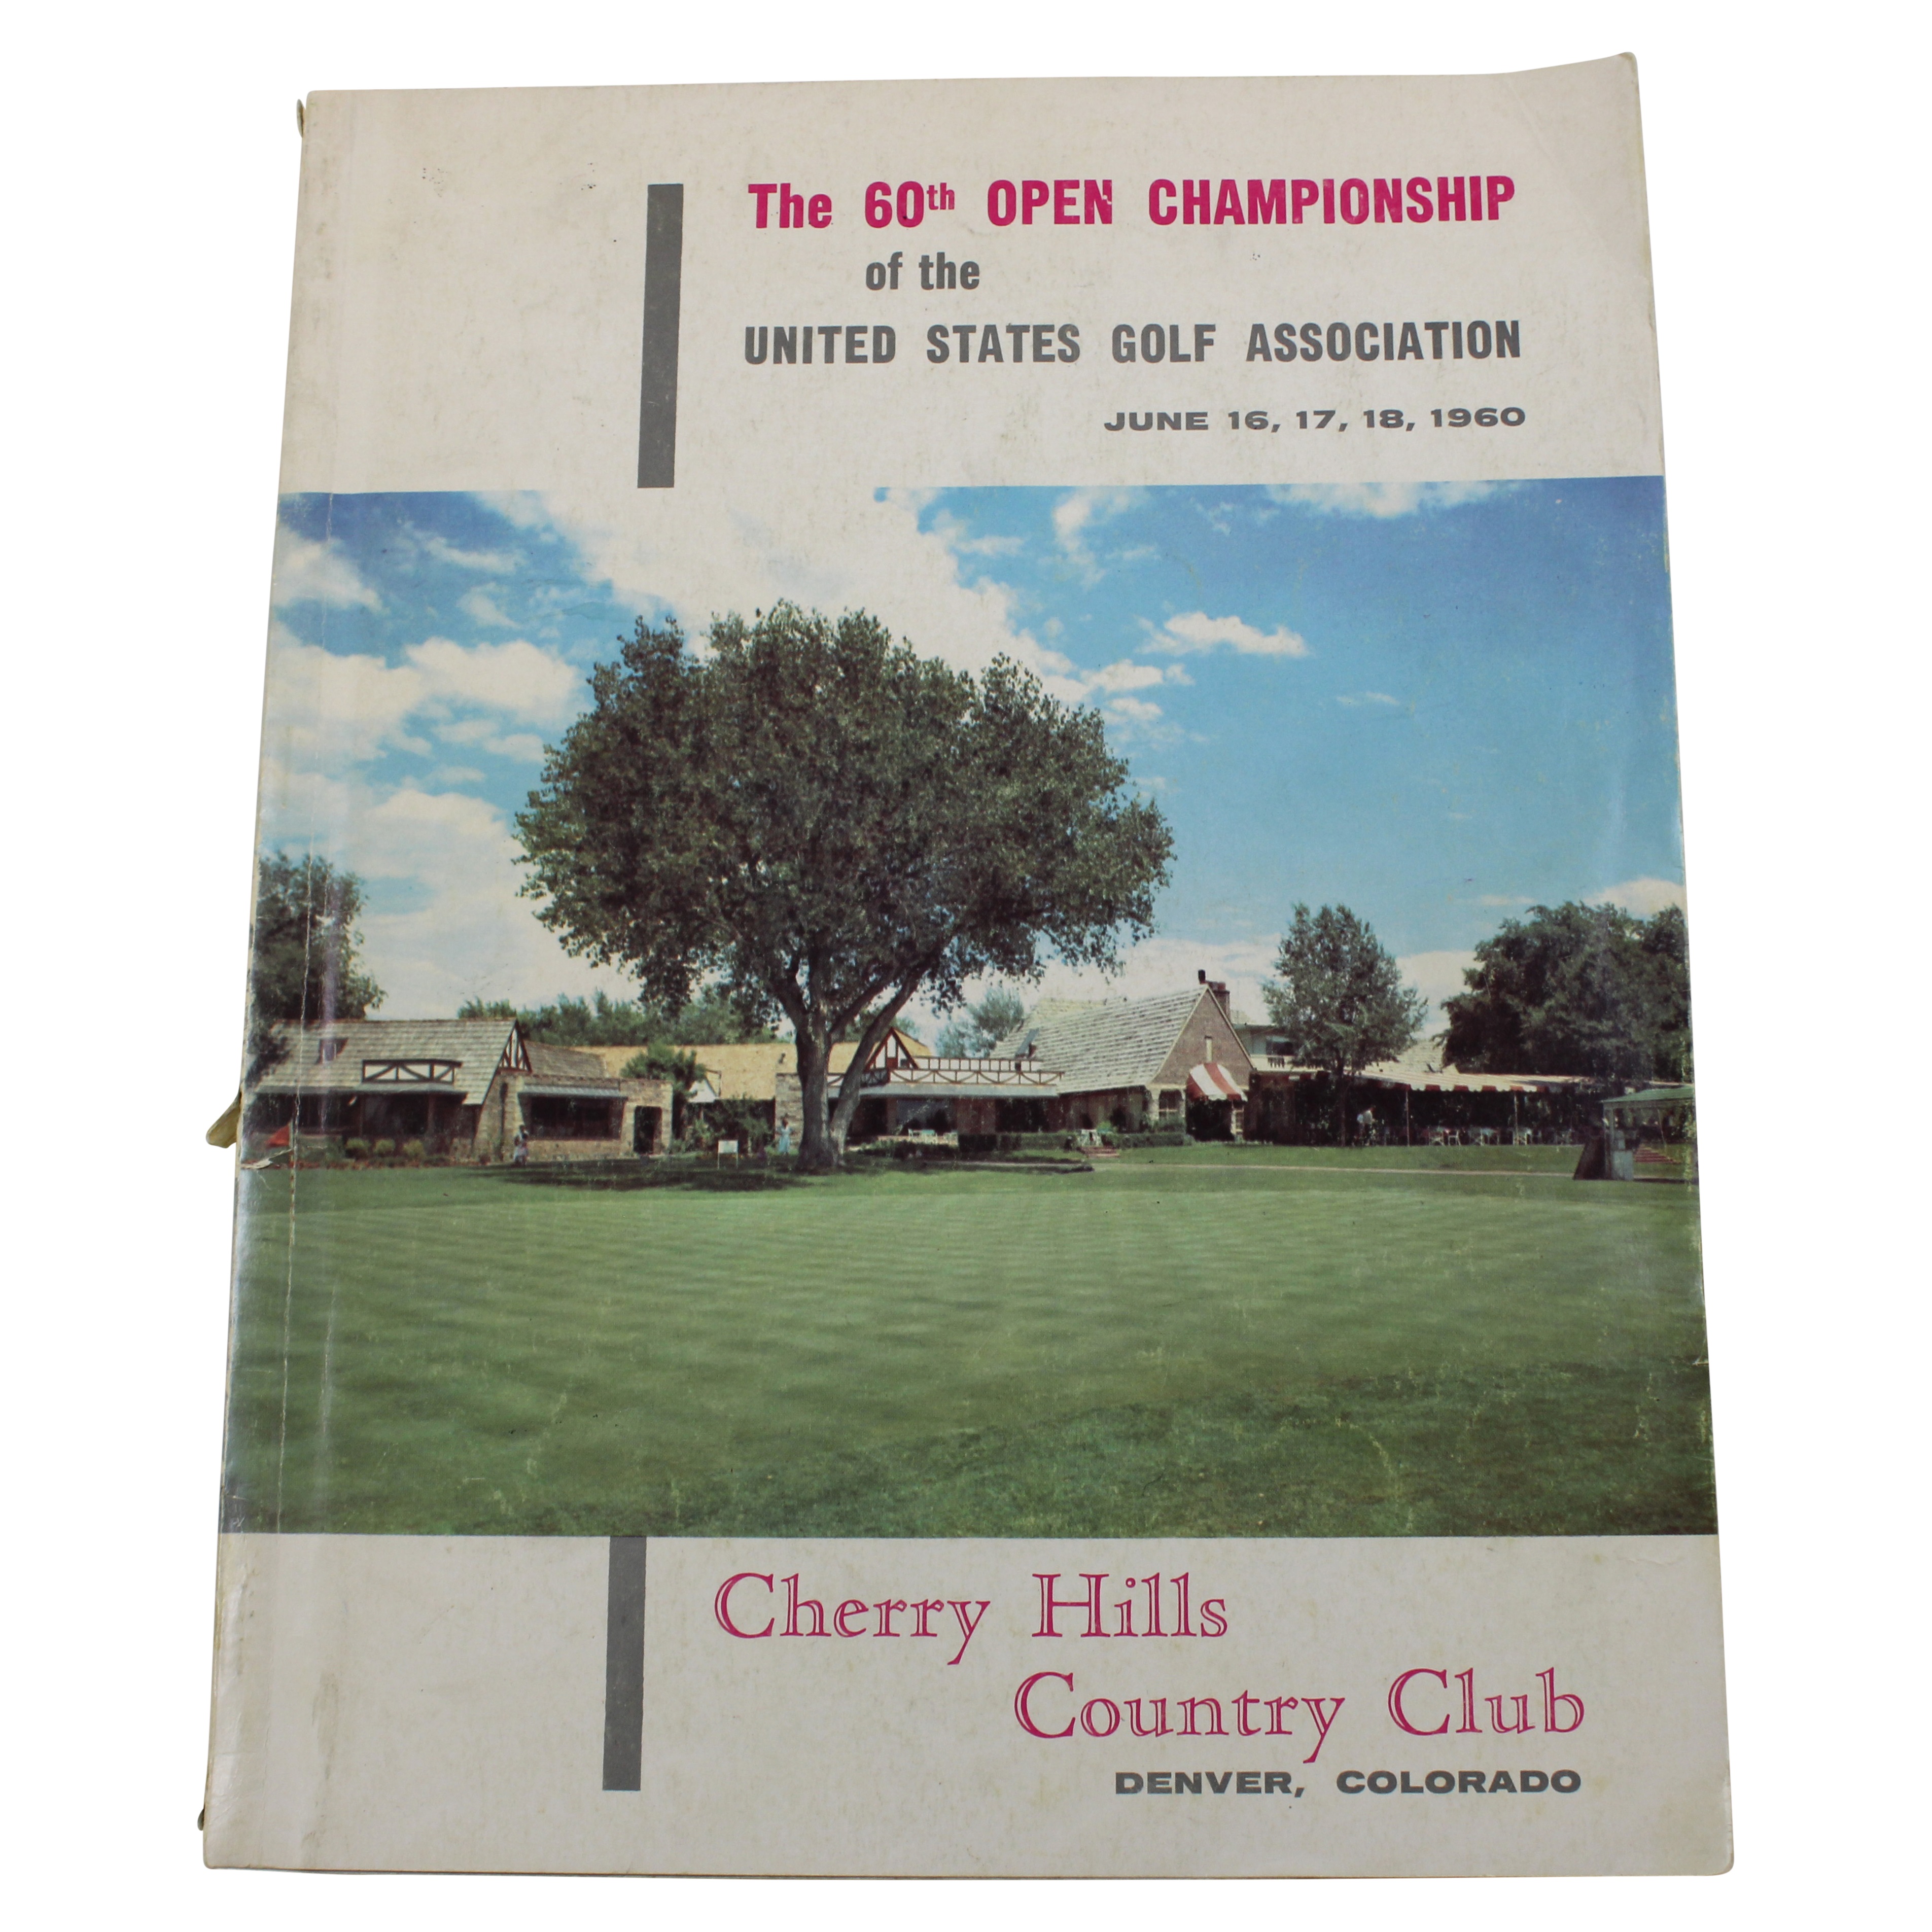 The 60th OPEN CHAMPIONSHIP
of the
UNITED STATES GOLF ASSOCIATION
JUNE 16, 17, 18, 1960
Cherry Hills
Country Club
DENVER, COLORADO